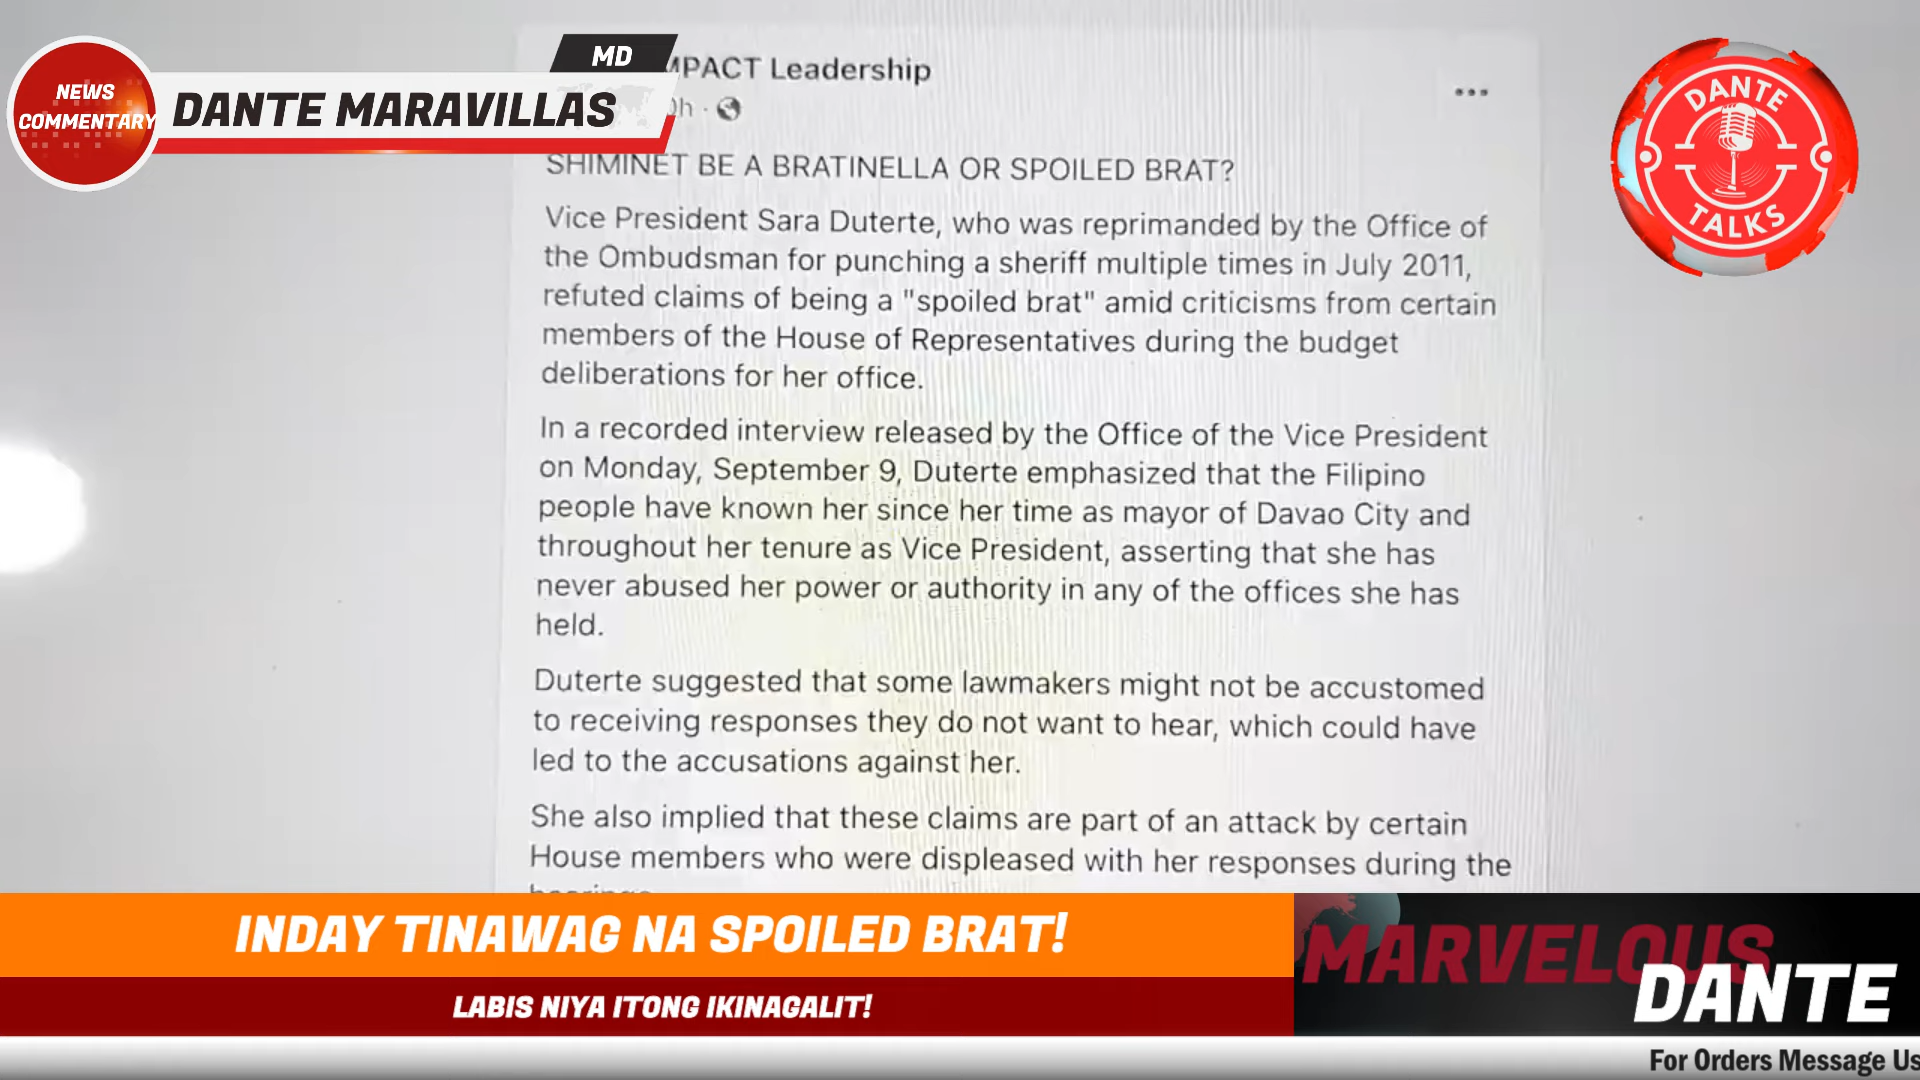 NEWS
COMMENTARY
MD
DANTE MARAVILLAS
MPACT Leadership
0h ·
DANTE
TALKS
SHIMINET BE A BRATINELLA OR SPOILED BRAT?
Vice President Sara Duterte, who was reprimanded by the Office of
the Ombudsman for punching a sheriff multiple times in July 2011,
refuted claims of being a "spoiled brat" amid criticisms from certain
members of the House of Representatives during the budget
deliberations for her office.
In a recorded interview released by the Office of the Vice President
on Monday, September 9, Duterte emphasized that the Filipino
people have known her since her time as mayor of Davao City and
throughout her tenure as Vice President, asserting that she has
never abused her power or authority in any of the offices she has
held.
Duterte suggested that some lawmakers might not be accustomed
to receiving responses they do not want to hear, which could have
led to the accusations against her.
She also implied that these claims are part of an attack by certain
House members who were displeased with her responses during the
INDAY TINAWAG NA SPOILED BRAT!
LABIS NIYA ITONG IKINAGALIT!
MARVELOUS
DANTE
For Orders Message Us